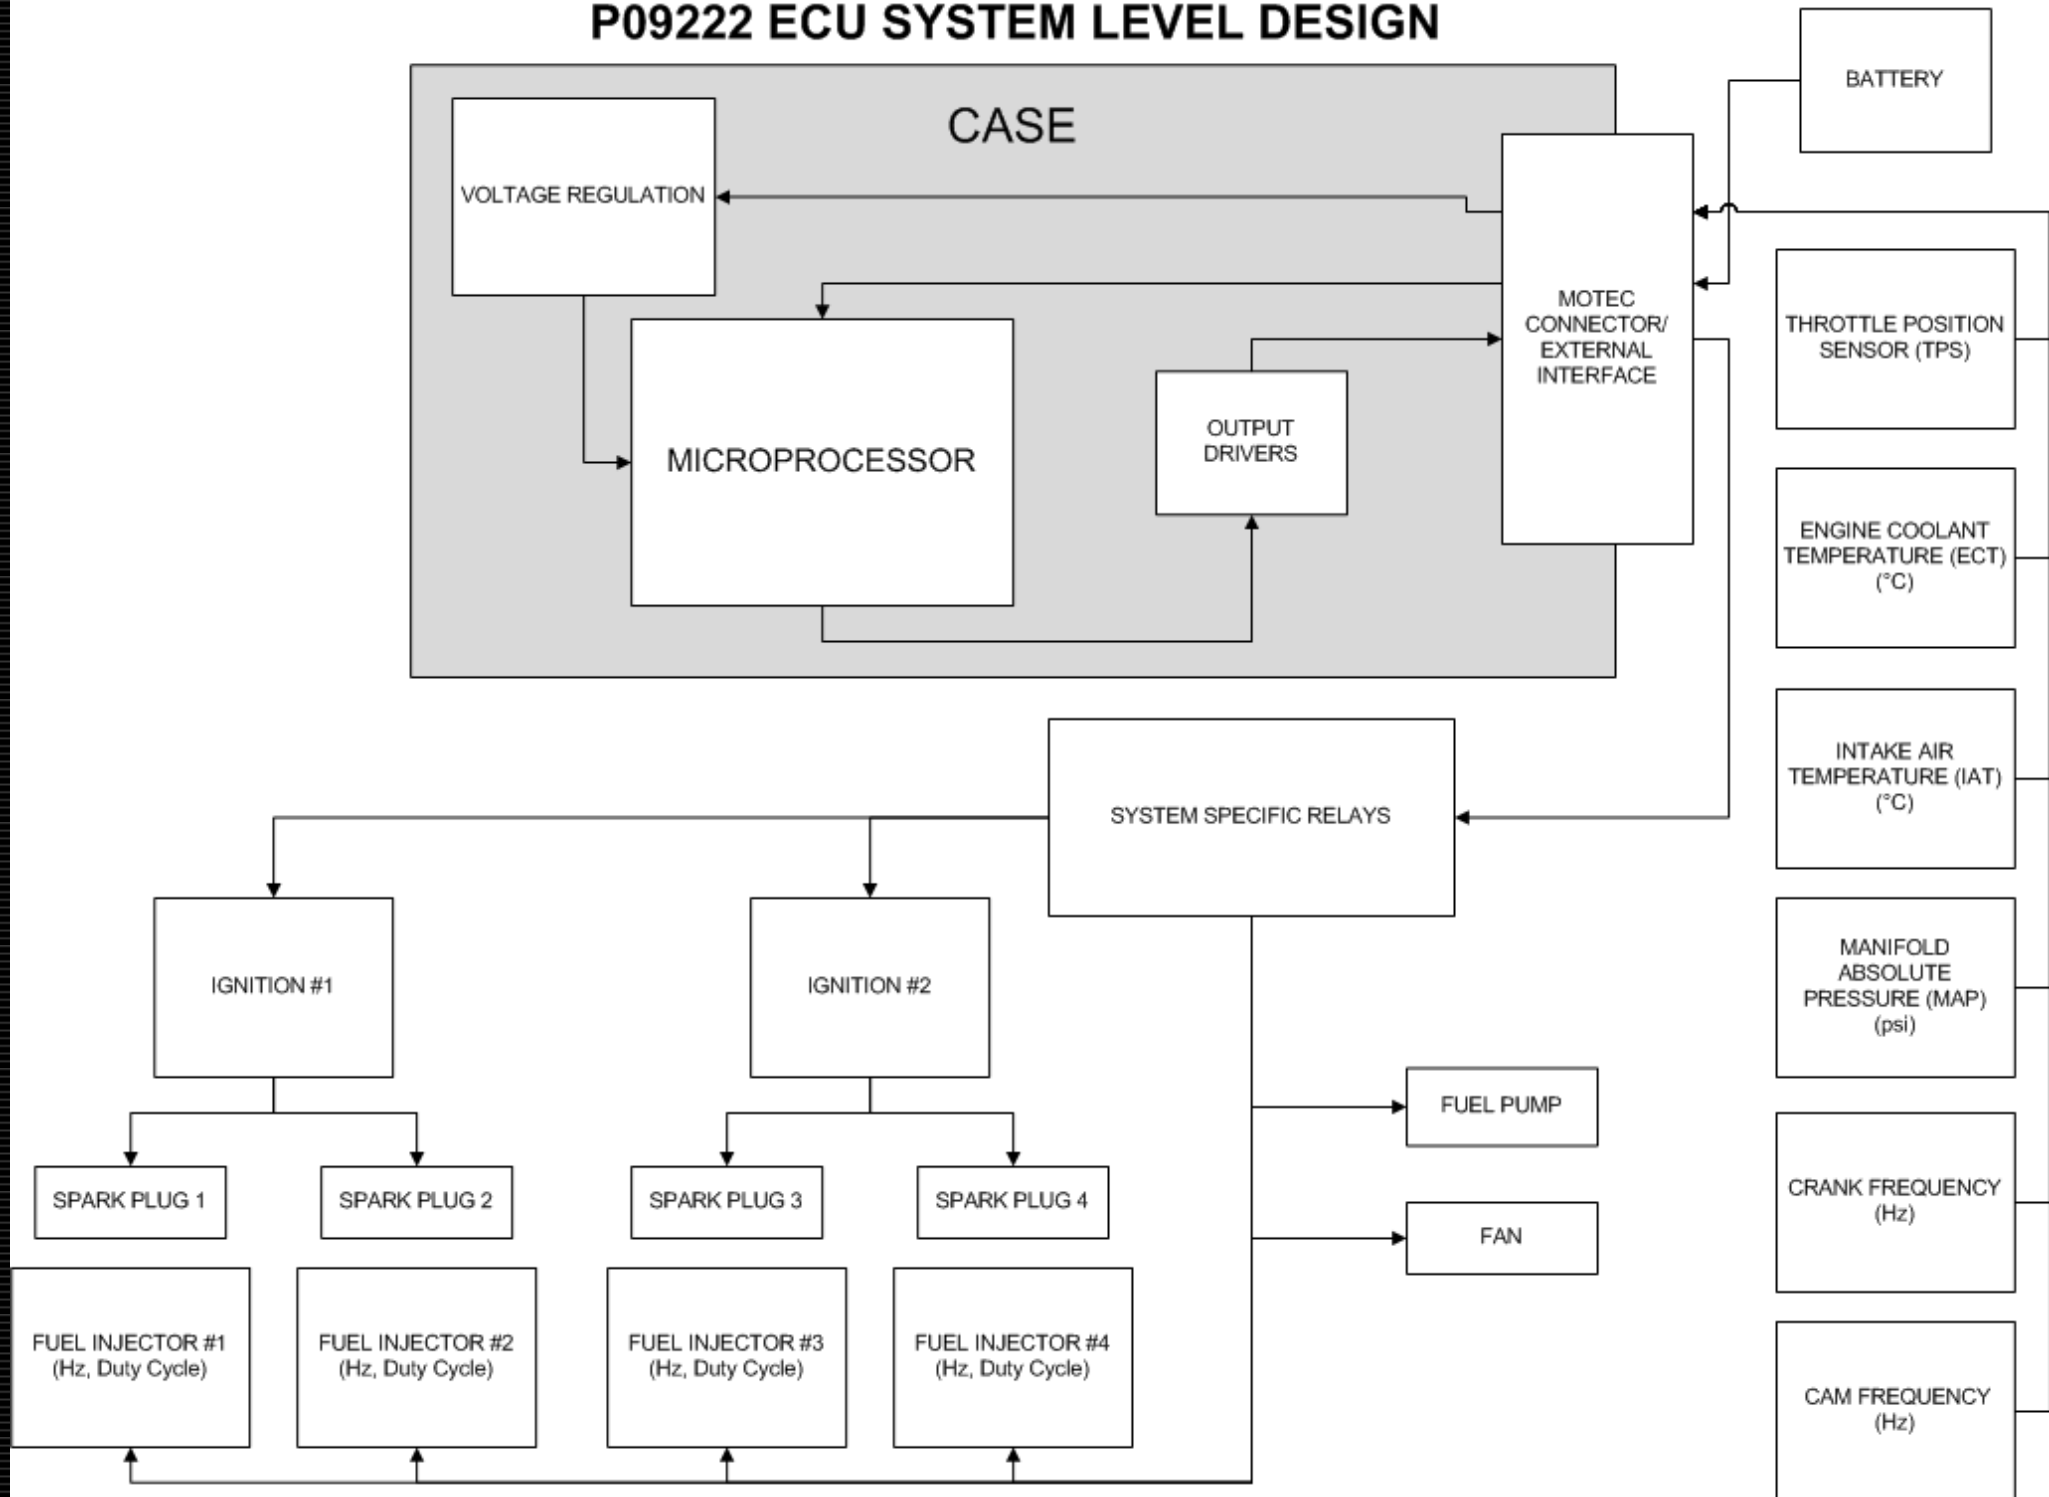 P09222 ECU SYSTEM LEVEL DESIGN
BATTERY
CASE
VOLTAGE REGULATION
MOTEC
CONNECTOR/
EXTERNAL
INTERFACE
THROTTLE POSITION
SENSOR (TPS)
MICROPROCESSOR
OUTPUT
DRIVERS
ENGINE COOLANT
TEMPERATURE (ECT)
(°C)
INTAKE AIR
TEMPERATURE (IAT)
(°C)
SYSTEM SPECIFIC RELAYS
IGNITION #1
IGNITION #2
MANIFOLD
ABSOLUTE
PRESSURE (MAP)
(psi)
FUEL PUMP
SPARK PLUG 1
SPARK PLUG 2
SPARK PLUG 3
SPARK PLUG 4
CRANK FREQUENCY
(Hz)
FAN
FUEL INJECTOR #1
(Hz, Duty Cycle)
FUEL INJECTOR #2
(Hz, Duty Cycle)
FUEL INJECTOR #3
(Hz, Duty Cycle)
FUEL INJECTOR #4
(Hz, Duty Cycle)
CAM FREQUENCY
(Hz)